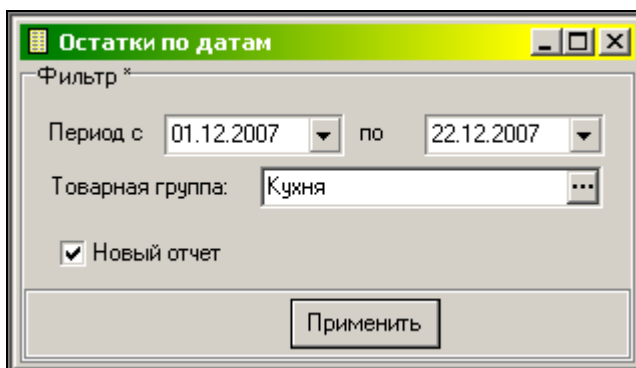 Остатки по датам
Фильтр *
Период с 01.12.2007 по 22.12.2007
Товарная группа: Кухня ...
Новый отчет
Применить